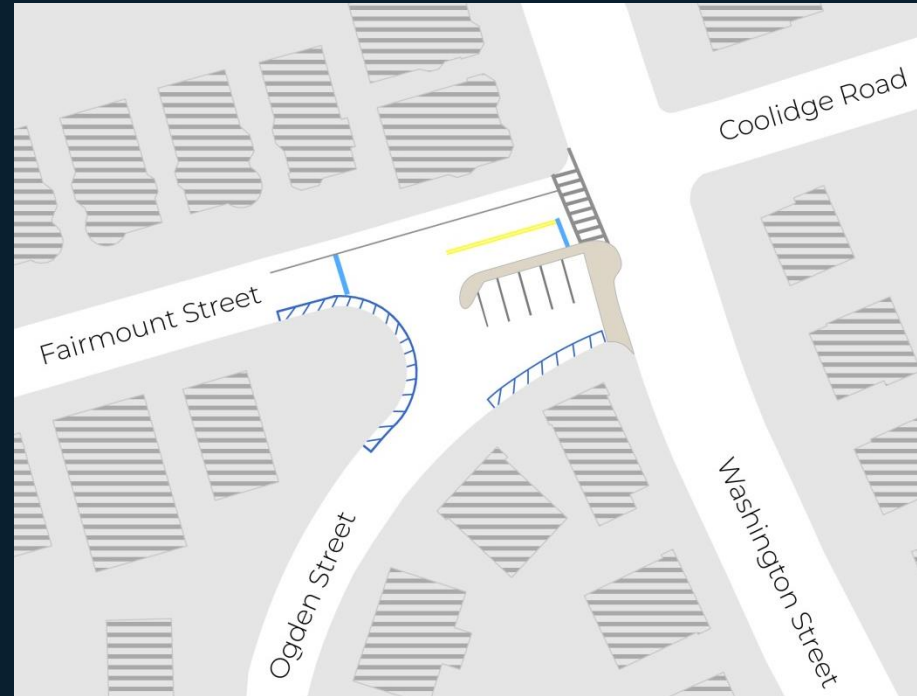 Coolidge Road
Fairmount Street
Ogden Street
Washington Street